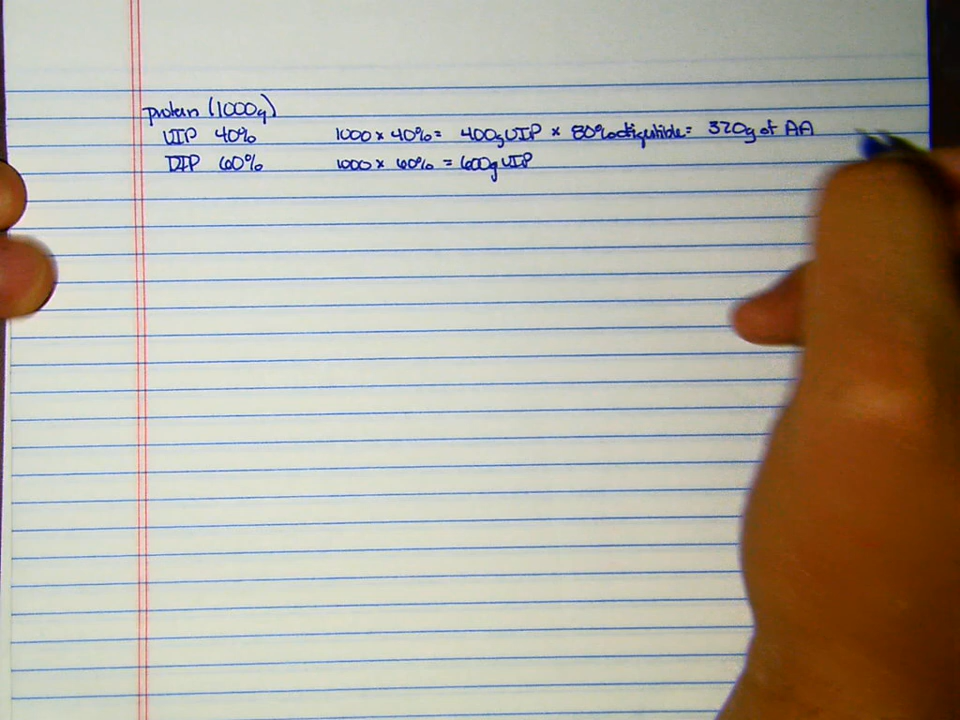 protein (1000g)
UIP 40% 1000 × 40% = 400g UIP × 80% digestible = 320g of AA
DIP 60% 1000 × 60% = 600g UIP